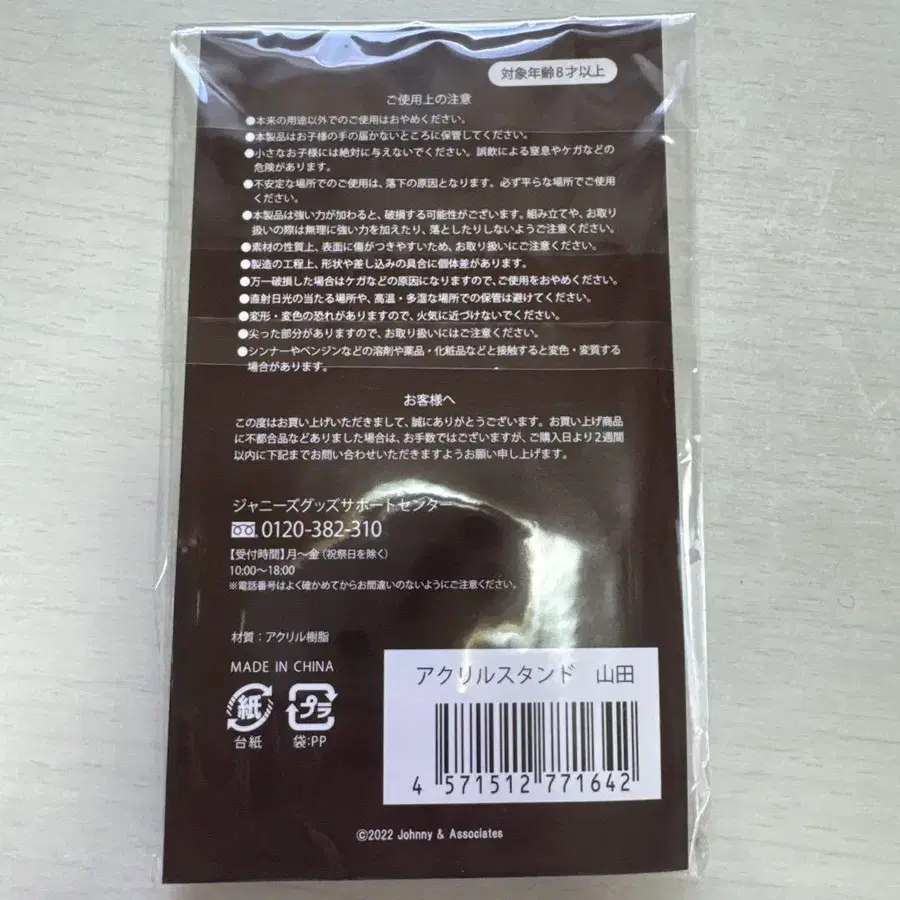 対象年齢8才以上
ご使用上の注意
●本来の用途以外でのご使用はおやめください。
●本製品はお子様の手の届かないところに保管してください。
●小さなお子様には絶対に与えないでください。誤飲による窒息やケガなどの
危険があります。
●不安定な場所でのご使用は、落下の原因となります。必ず平らな場所でご使用
ください。
●本製品は強い力が加わると、破損する可能性がございます。組み立てや、お取り
扱いの際は無理に強い力を加えたり、落としたりしないようご注意ください。
●素材の性質上、表面に傷がつきやすいため、お取り扱いにご注意ください。
●製造の工程上、形状や差し込みの具合に個体差があります。
●万一破損した場合はケガなどの原因になりますので、ご使用をおやめください。
●直射日光の当たる場所や、高温・多湿な場所での保管は避けてください。
●変形・変色の恐れがありますので、火気に近づけないでください。
●尖った部分がありますので、お取り扱いにはご注意ください。
●シンナーやベンジンなどの溶剤や薬品・化粧品などと接触すると変色・変質する
場合があります。
お客様へ
この度はお買い上げいただきまして、誠にありがとうございます。お買い上げ商品
に不都合品などありました場合は、お手数ではございますが、ご購入日より2週間
以内に下記までお問い合わせいただきますようお願い申し上げます。
ジャニーズグッズサポートセンター
0120-382-310
【受付時間】月〜金(祝祭日を除く)
10:00〜18:00
※電話番号はよく確かめてからお間違いのないようにご注意ください。
材質：アクリル樹脂
MADE IN CHINA
紙 プラ
台紙 袋:PP
アクリルスタンド 山田
4 571512 771642
©2022 Johnny & Associates